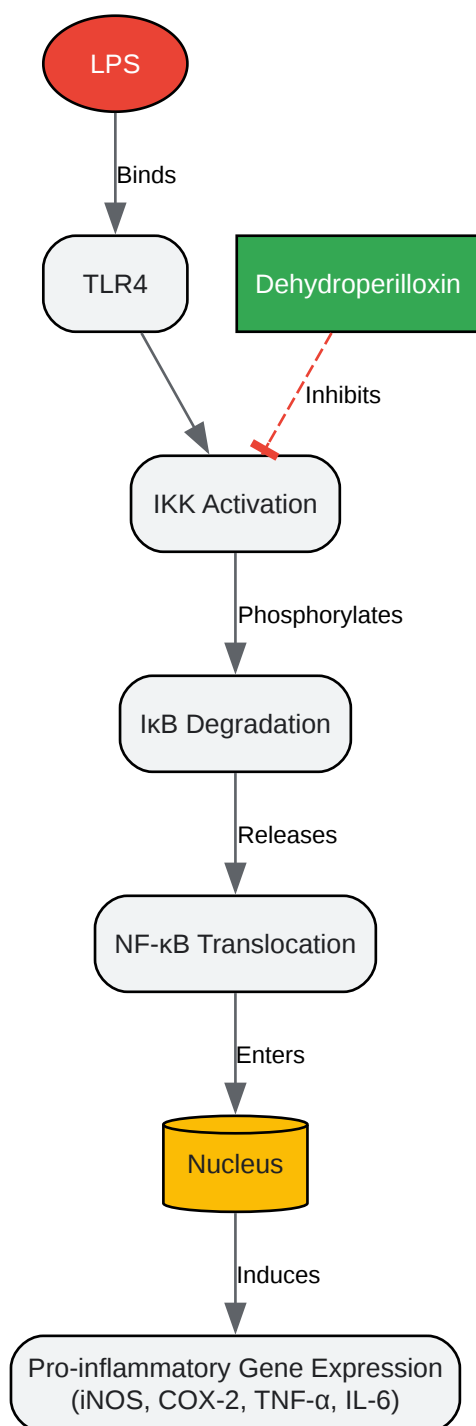 LPS
Binds
TLR4
Dehydroperilloxin
Inhibits
IKK Activation
Phosphorylates
IκB Degradation
Releases
NF-κB Translocation
Enters
Nucleus
Induces
Pro-inflammatory Gene Expression
(iNOS, COX-2, TNF-α, IL-6)